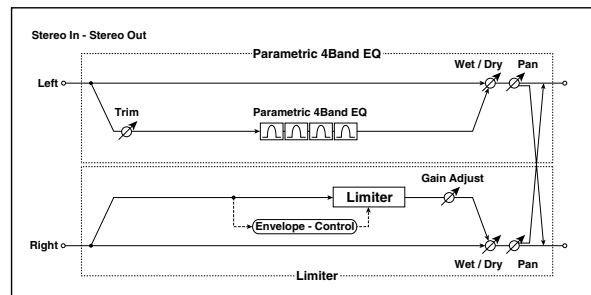 Stereo In - Stereo Out
Parametric 4Band EQ
Wet / Dry
Pan
Left
Trim
Parametric 4Band EQ
Gain Adjust
Limiter
Envelope - Control
Right
Wet / Dry
Pan
Limiter